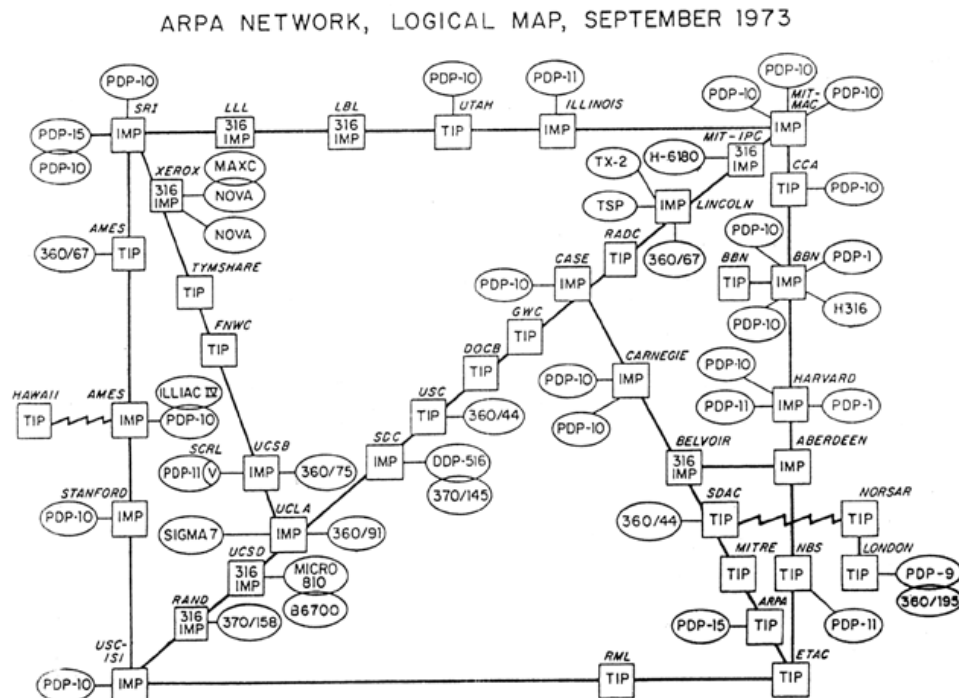 ARPA NETWORK, LOGICAL MAP, SEPTEMBER 1973
PDP-10
PDP-10
PDP-11
PDP-10
PDP-10
PDP-10
SRI
LLL
LBL
UTAH
ILLINOIS
MIT-
MAC
PDP-15
PDP-10
IMP
316
IMP
316
IMP
TIP
IMP
IMP
MIT-IPC
XEROX
MAXC
316
IMP
NOVA
NOVA
TX-2
H-6180
316
IMP
CCA
TIP
PDP-10
TSP
IMP
LINCOLN
360/67
AMES
360/67
TIP
RADC
TIP
PDP-10
BBN
TIP
BBN
IMP
PDP-1
H316
PDP-10
TYMSHARE
TIP
CASE
PDP-10
IMP
FNWC
TIP
GWC
TIP
DOCB
TIP
CARNEGIE
PDP-10
IMP
PDP-10
PDP-10
HARVARD
PDP-11
IMP
PDP-1
HAWAII
TIP
AMES
IMP
ILLIAC IV
PDP-10
USC
TIP
360/44
SCRL
PDP-11 V
UCSB
IMP
360/75
SDC
IMP
DDP-516
370/145
BELVOIR
316
IMP
ABERDEEN
IMP
STANFORD
PDP-10
IMP
UCLA
SIGMA 7
IMP
360/91
SDAC
360/44
TIP
NORSAR
TIP
UCSD
316
IMP
MICRO
810
B6700
MITRE
TIP
NBS
TIP
LONDON
TIP
PDP-9
360/195
RAND
316
IMP
370/158
ARPA
PDP-15
TIP
PDP-11
USC-
ISI
PDP-10
IMP
RML
TIP
ETAC
TIP